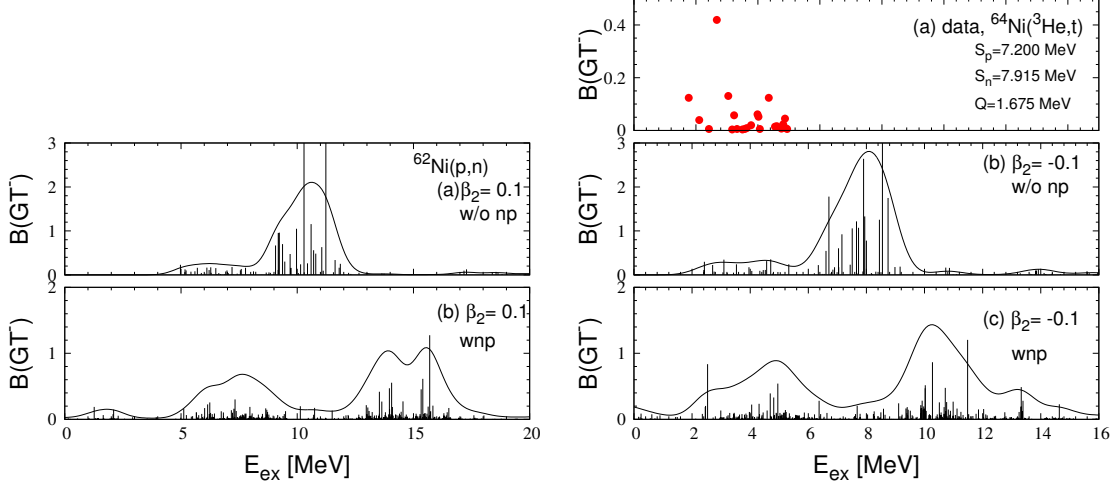 B(GT⁻)
0.4
0.2
0
(a) data, ⁶⁴Ni(³He,t)
Sₚ=7.200 MeV
Sₙ=7.915 MeV
Q=1.675 MeV
B(GT⁻)
3
2
1
0
⁶²Ni(p,n)
(a)β₂= 0.1
w/o np
B(GT⁻)
2
1
0
(b) β₂= 0.1
wnp
0 5 10 15 20
E_ex [MeV]
B(GT⁻)
3
2
1
0
(b) β₂= -0.1
w/o np
B(GT⁻)
2
1
0
(c) β₂= -0.1
wnp
0 2 4 6 8 10 12 14 16
E_ex [MeV]